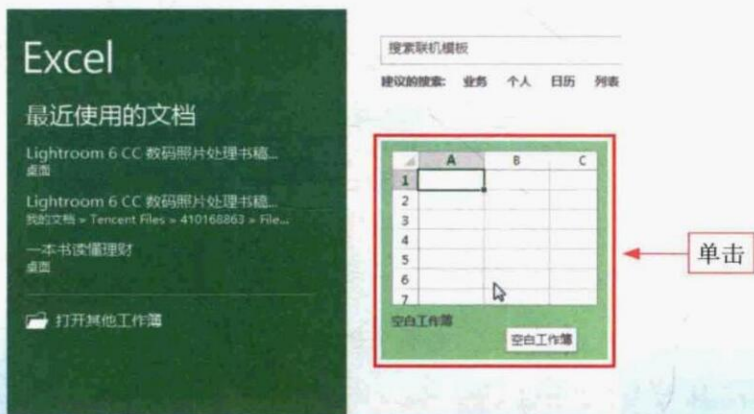 Excel
最近使用的文档
Lightroom 6 CC 数码照片处理书稿...
桌面
Lightroom 6 CC 数码照片处理书稿...
我的文档 » Tencent Files » 410168863 » File...
一本书读懂理财
桌面
打开其他工作簿
搜索联机模板
建议的搜索: 业务 个人 日历 列表
A B C
1
2
3
4
5
6
7
空白工作簿
空白工作簿
单击